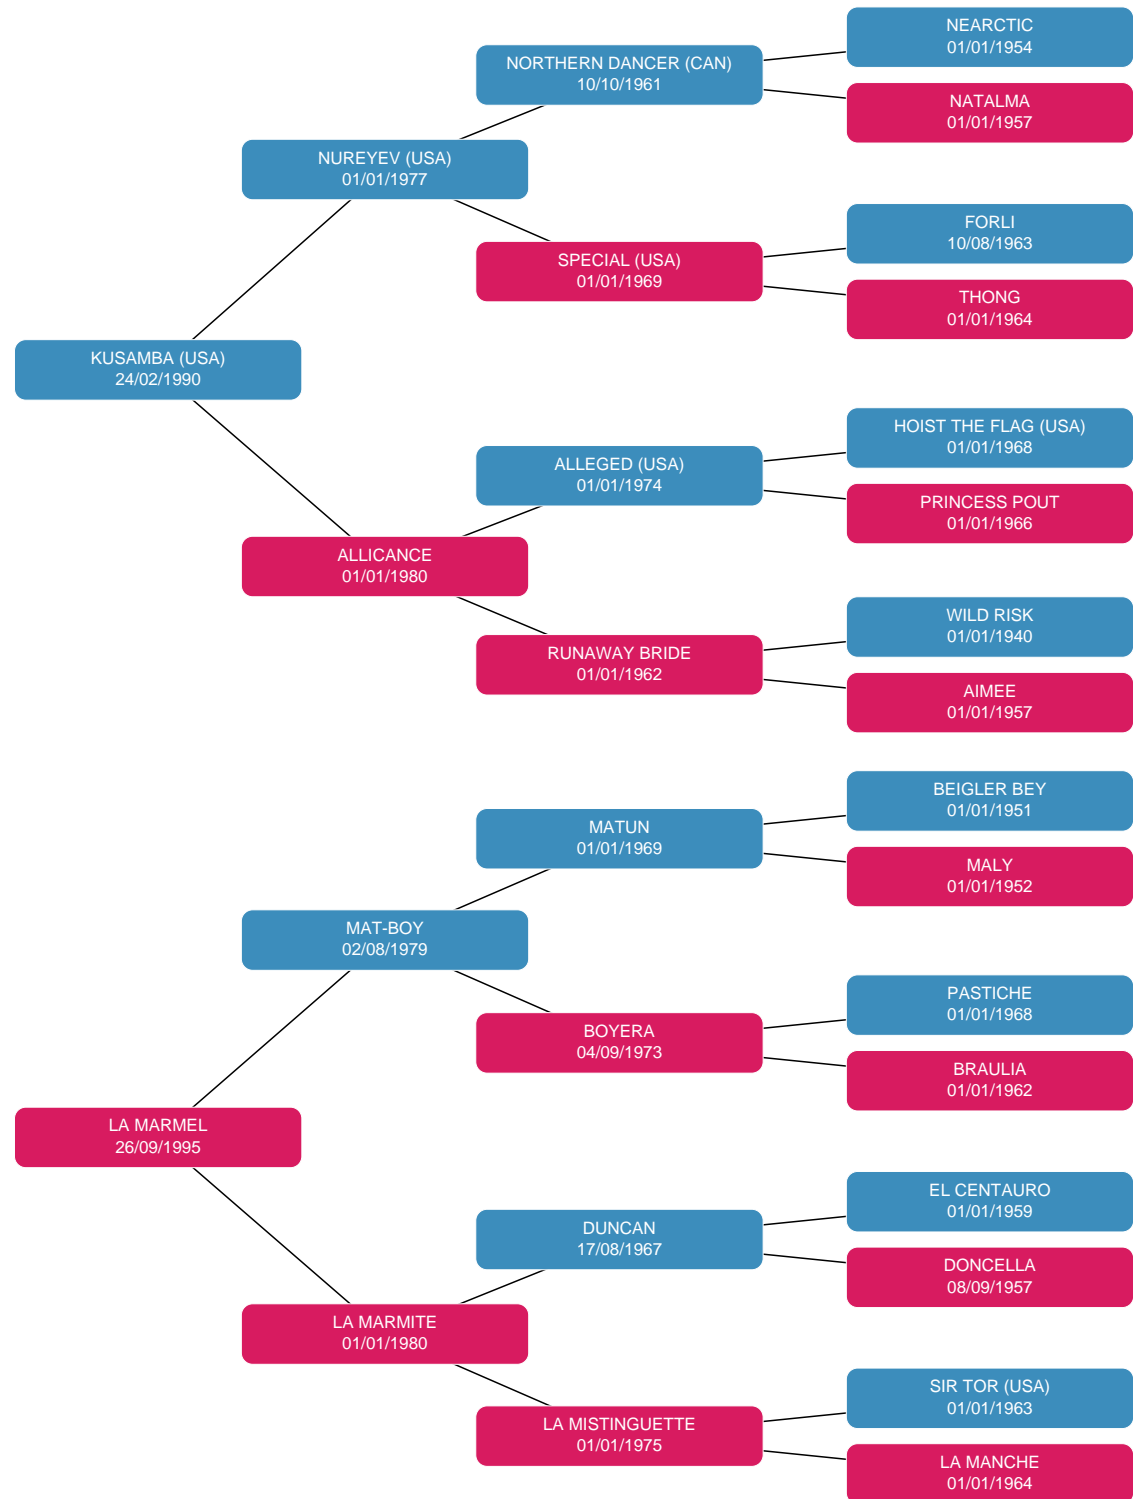 NEARCTIC
01/01/1954
NORTHERN DANCER (CAN)
10/10/1961
NATALMA
01/01/1957
NUREYEV (USA)
01/01/1977
FORLI
10/08/1963
SPECIAL (USA)
01/01/1969
THONG
01/01/1964
KUSAMBA (USA)
24/02/1990
HOIST THE FLAG (USA)
01/01/1968
ALLEGED (USA)
01/01/1974
PRINCESS POUT
01/01/1966
ALLICANCE
01/01/1980
WILD RISK
01/01/1940
RUNAWAY BRIDE
01/01/1962
AIMEE
01/01/1957
BEIGLER BEY
01/01/1951
MATUN
01/01/1969
MALY
01/01/1952
MAT-BOY
02/08/1979
PASTICHE
01/01/1968
BOYERA
04/09/1973
BRAULIA
01/01/1962
LA MARMEL
26/09/1995
EL CENTAURO
01/01/1959
DUNCAN
17/08/1967
DONCELLA
08/09/1957
LA MARMITE
01/01/1980
SIR TOR (USA)
01/01/1963
LA MISTINGUETTE
01/01/1975
LA MANCHE
01/01/1964